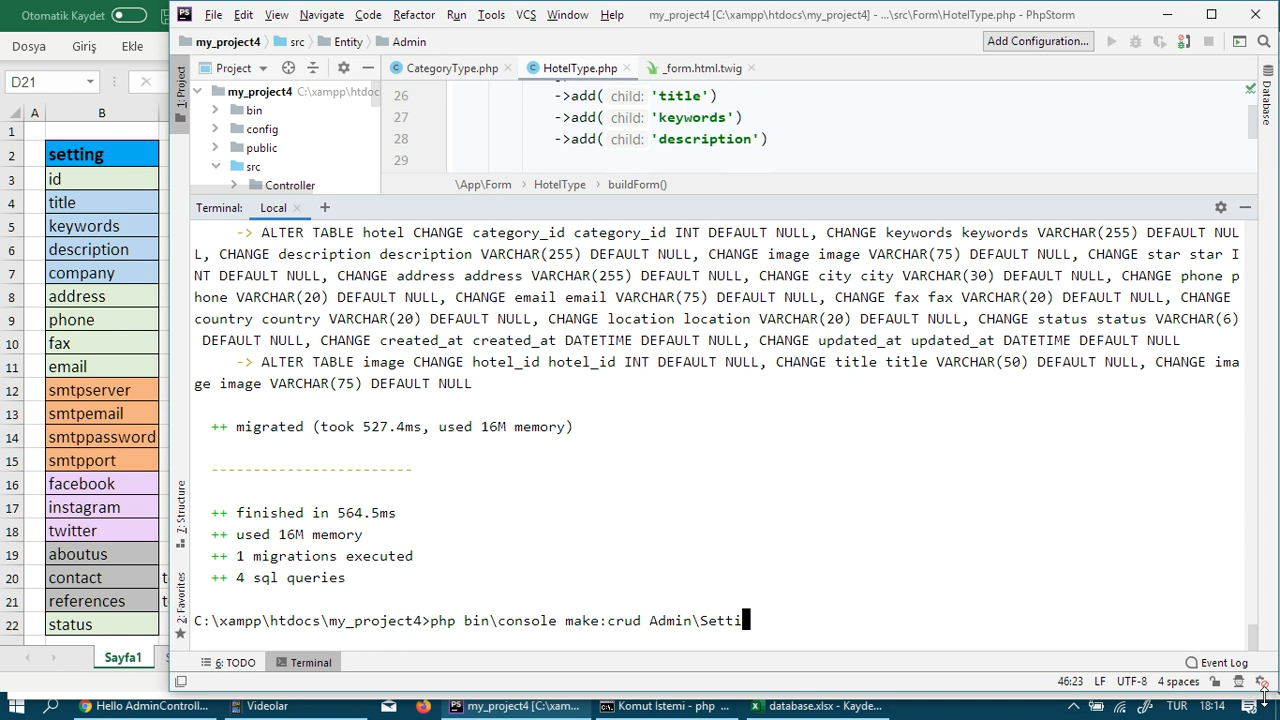 Otomatik Kaydet
Dosya Giriş Ekle
D21
A B
1
2 setting
3 id
4 title
5 keywords
6 description
7 company
8 address
9 phone
10 fax
11 email
12 smtpserver
13 smtpemail
14 smtppassword
15 smtpport
16 facebook
17 instagram
18 twitter
19 aboutus
20 contact t
21 references t
22 status
Sayfa1
PS File Edit View Navigate Code Refactor Run Tools VCS Window Help my_project4 [C:\xampp\htdocs\my_project4] - ...\src\Form\HotelType.php - PhpStorm
my_project4 src Entity Admin Add Configuration...
1: Project
Project
CategoryType.php HotelType.php _form.html.twig
Database
my_project4 C:\xampp\htdoc
bin
config
public
src
Controller
26 ->add( child: 'title')
27 ->add( child: 'keywords')
28 ->add( child: 'description')
29
\App\Form HotelType buildForm()
Terminal: Local +
-> ALTER TABLE hotel CHANGE category_id category_id INT DEFAULT NULL, CHANGE keywords keywords VARCHAR(255) DEFAULT NUL
L, CHANGE description description VARCHAR(255) DEFAULT NULL, CHANGE image image VARCHAR(75) DEFAULT NULL, CHANGE star star I
NT DEFAULT NULL, CHANGE address address VARCHAR(255) DEFAULT NULL, CHANGE city city VARCHAR(30) DEFAULT NULL, CHANGE phone p
hone VARCHAR(20) DEFAULT NULL, CHANGE email email VARCHAR(75) DEFAULT NULL, CHANGE fax fax VARCHAR(20) DEFAULT NULL, CHANGE
country country VARCHAR(20) DEFAULT NULL, CHANGE location location VARCHAR(20) DEFAULT NULL, CHANGE status status VARCHAR(6)
DEFAULT NULL, CHANGE created_at created_at DATETIME DEFAULT NULL, CHANGE updated_at updated_at DATETIME DEFAULT NULL
-> ALTER TABLE image CHANGE hotel_id hotel_id INT DEFAULT NULL, CHANGE title title VARCHAR(50) DEFAULT NULL, CHANGE ima
ge image VARCHAR(75) DEFAULT NULL
++ migrated (took 527.4ms, used 16M memory)
------------------------
++ finished in 564.5ms
++ used 16M memory
++ 1 migrations executed
++ 4 sql queries
C:\xampp\htdocs\my_project4>php bin\console make:crud Admin\Setti
7: Structure
2: Favorites
6: TODO Terminal Event Log
46:23 LF UTF-8 4 spaces
Hello AdminControll... Videolar my_project4 [C:\xam... Komut İstemi - php ... database.xlsx - Kayde... TUR 18:14